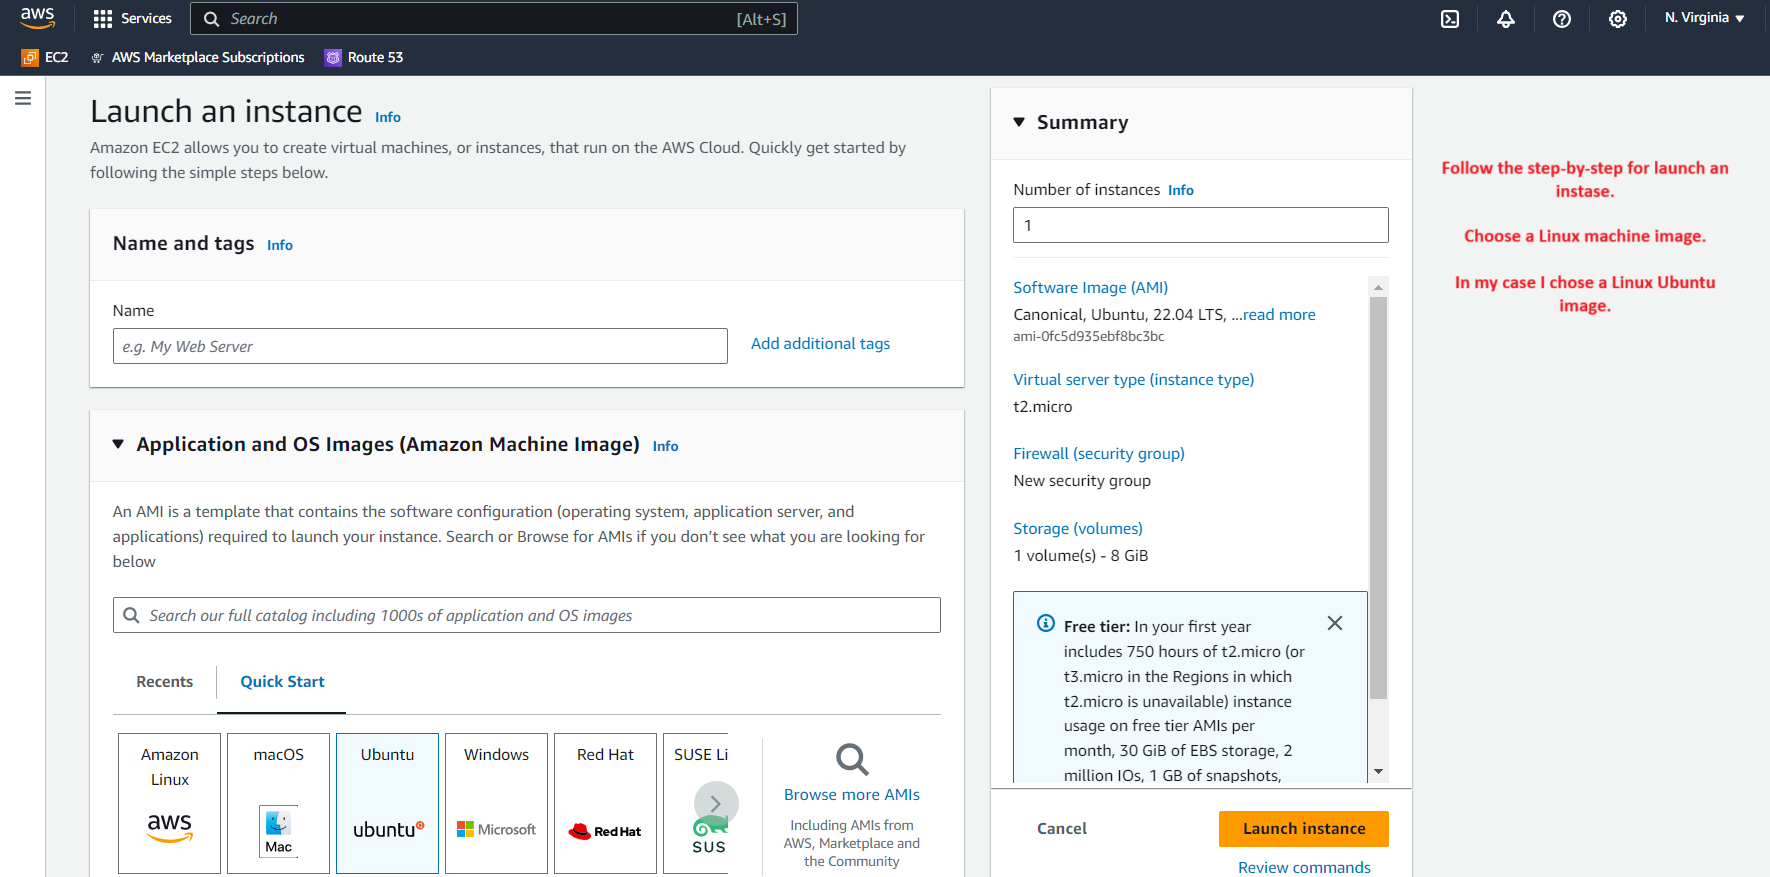 aws
Services
Search
[Alt+S]
N. Virginia
EC2
AWS Marketplace Subscriptions
Route 53
Launch an instance Info
Amazon EC2 allows you to create virtual machines, or instances, that run on the AWS Cloud. Quickly get started by
following the simple steps below.
Name and tags Info
Name
e.g. My Web Server
Add additional tags
Application and OS Images (Amazon Machine Image) Info
An AMI is a template that contains the software configuration (operating system, application server, and
applications) required to launch your instance. Search or Browse for AMIs if you don’t see what you are looking for
below
Search our full catalog including 1000s of application and OS images
Recents
Quick Start
Amazon
Linux
aws
macOS
Mac
Ubuntu
ubuntu
Windows
Microsoft
Red Hat
Red Hat
SUSE Li
SUS
Browse more AMIs
Including AMIs from
AWS, Marketplace and
the Community
Summary
Number of instances Info
1
Software Image (AMI)
Canonical, Ubuntu, 22.04 LTS, ...read more
ami-0fc5d935ebf8bc3bc
Virtual server type (instance type)
t2.micro
Firewall (security group)
New security group
Storage (volumes)
1 volume(s) - 8 GiB
Free tier: In your first year
includes 750 hours of t2.micro (or
t3.micro in the Regions in which
t2.micro is unavailable) instance
usage on free tier AMIs per
month, 30 GiB of EBS storage, 2
million IOs, 1 GB of snapshots,
Cancel
Launch instance
Review commands
Follow the step-by-step for launch an
instase.
Choose a Linux machine image.
In my case I chose a Linux Ubuntu
image.